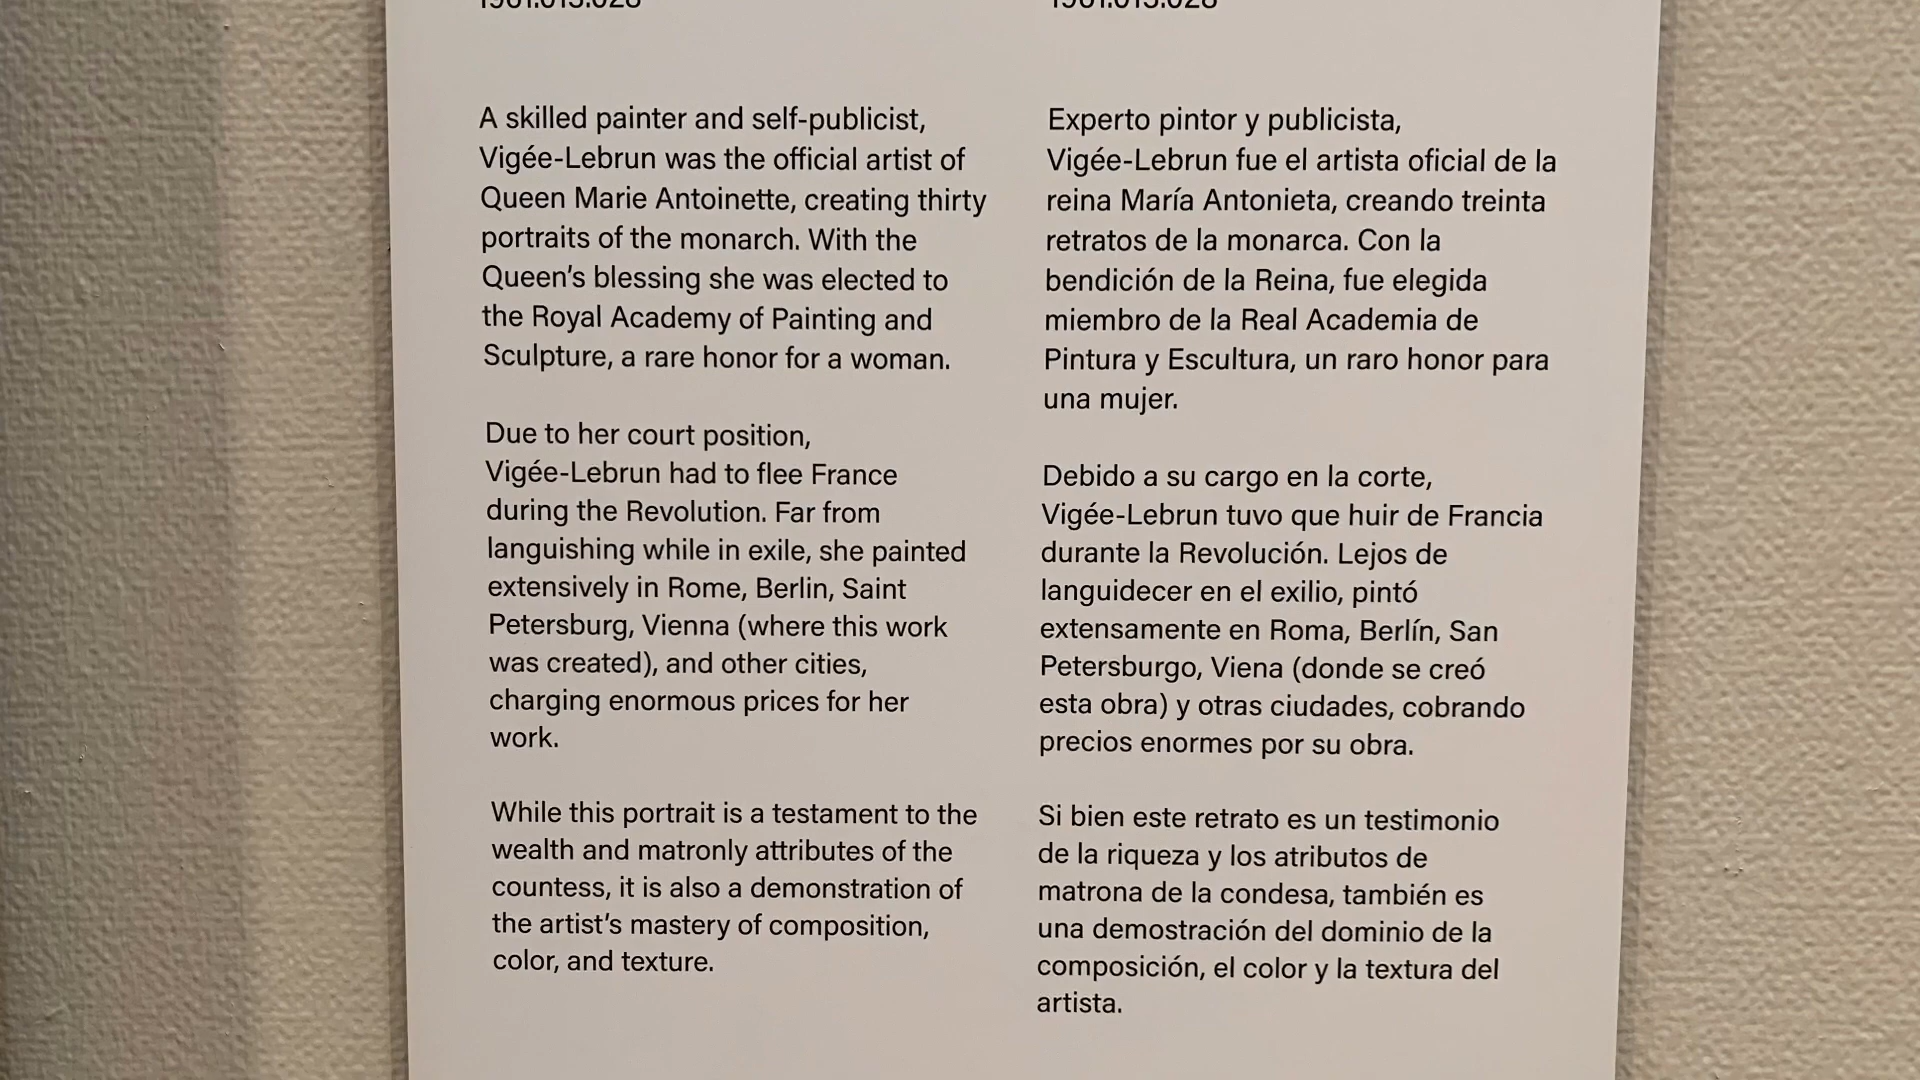 A skilled painter and self-publicist,
Vigée-Lebrun was the official artist of
Queen Marie Antoinette, creating thirty
portraits of the monarch. With the
Queen's blessing she was elected to
the Royal Academy of Painting and
Sculpture, a rare honor for a woman.
Due to her court position,
Vigée-Lebrun had to flee France
during the Revolution. Far from
languishing while in exile, she painted
extensively in Rome, Berlin, Saint
Petersburg, Vienna (where this work
was created), and other cities,
charging enormous prices for her
work.
While this portrait is a testament to the
wealth and matronly attributes of the
countess, it is also a demonstration of
the artist's mastery of composition,
color, and texture.
Experto pintor y publicista,
Vigée-Lebrun fue el artista oficial de la
reina María Antonieta, creando treinta
retratos de la monarca. Con la
bendición de la Reina, fue elegida
miembro de la Real Academia de
Pintura y Escultura, un raro honor para
una mujer.
Debido a su cargo en la corte,
Vigée-Lebrun tuvo que huir de Francia
durante la Revolución. Lejos de
languidecer en el exilio, pintó
extensamente en Roma, Berlín, San
Petersburgo, Viena (donde se creó
esta obra) y otras ciudades, cobrando
precios enormes por su obra.
Si bien este retrato es un testimonio
de la riqueza y los atributos de
matrona de la condesa, también es
una demostración del dominio de la
composición, el color y la textura del
artista.